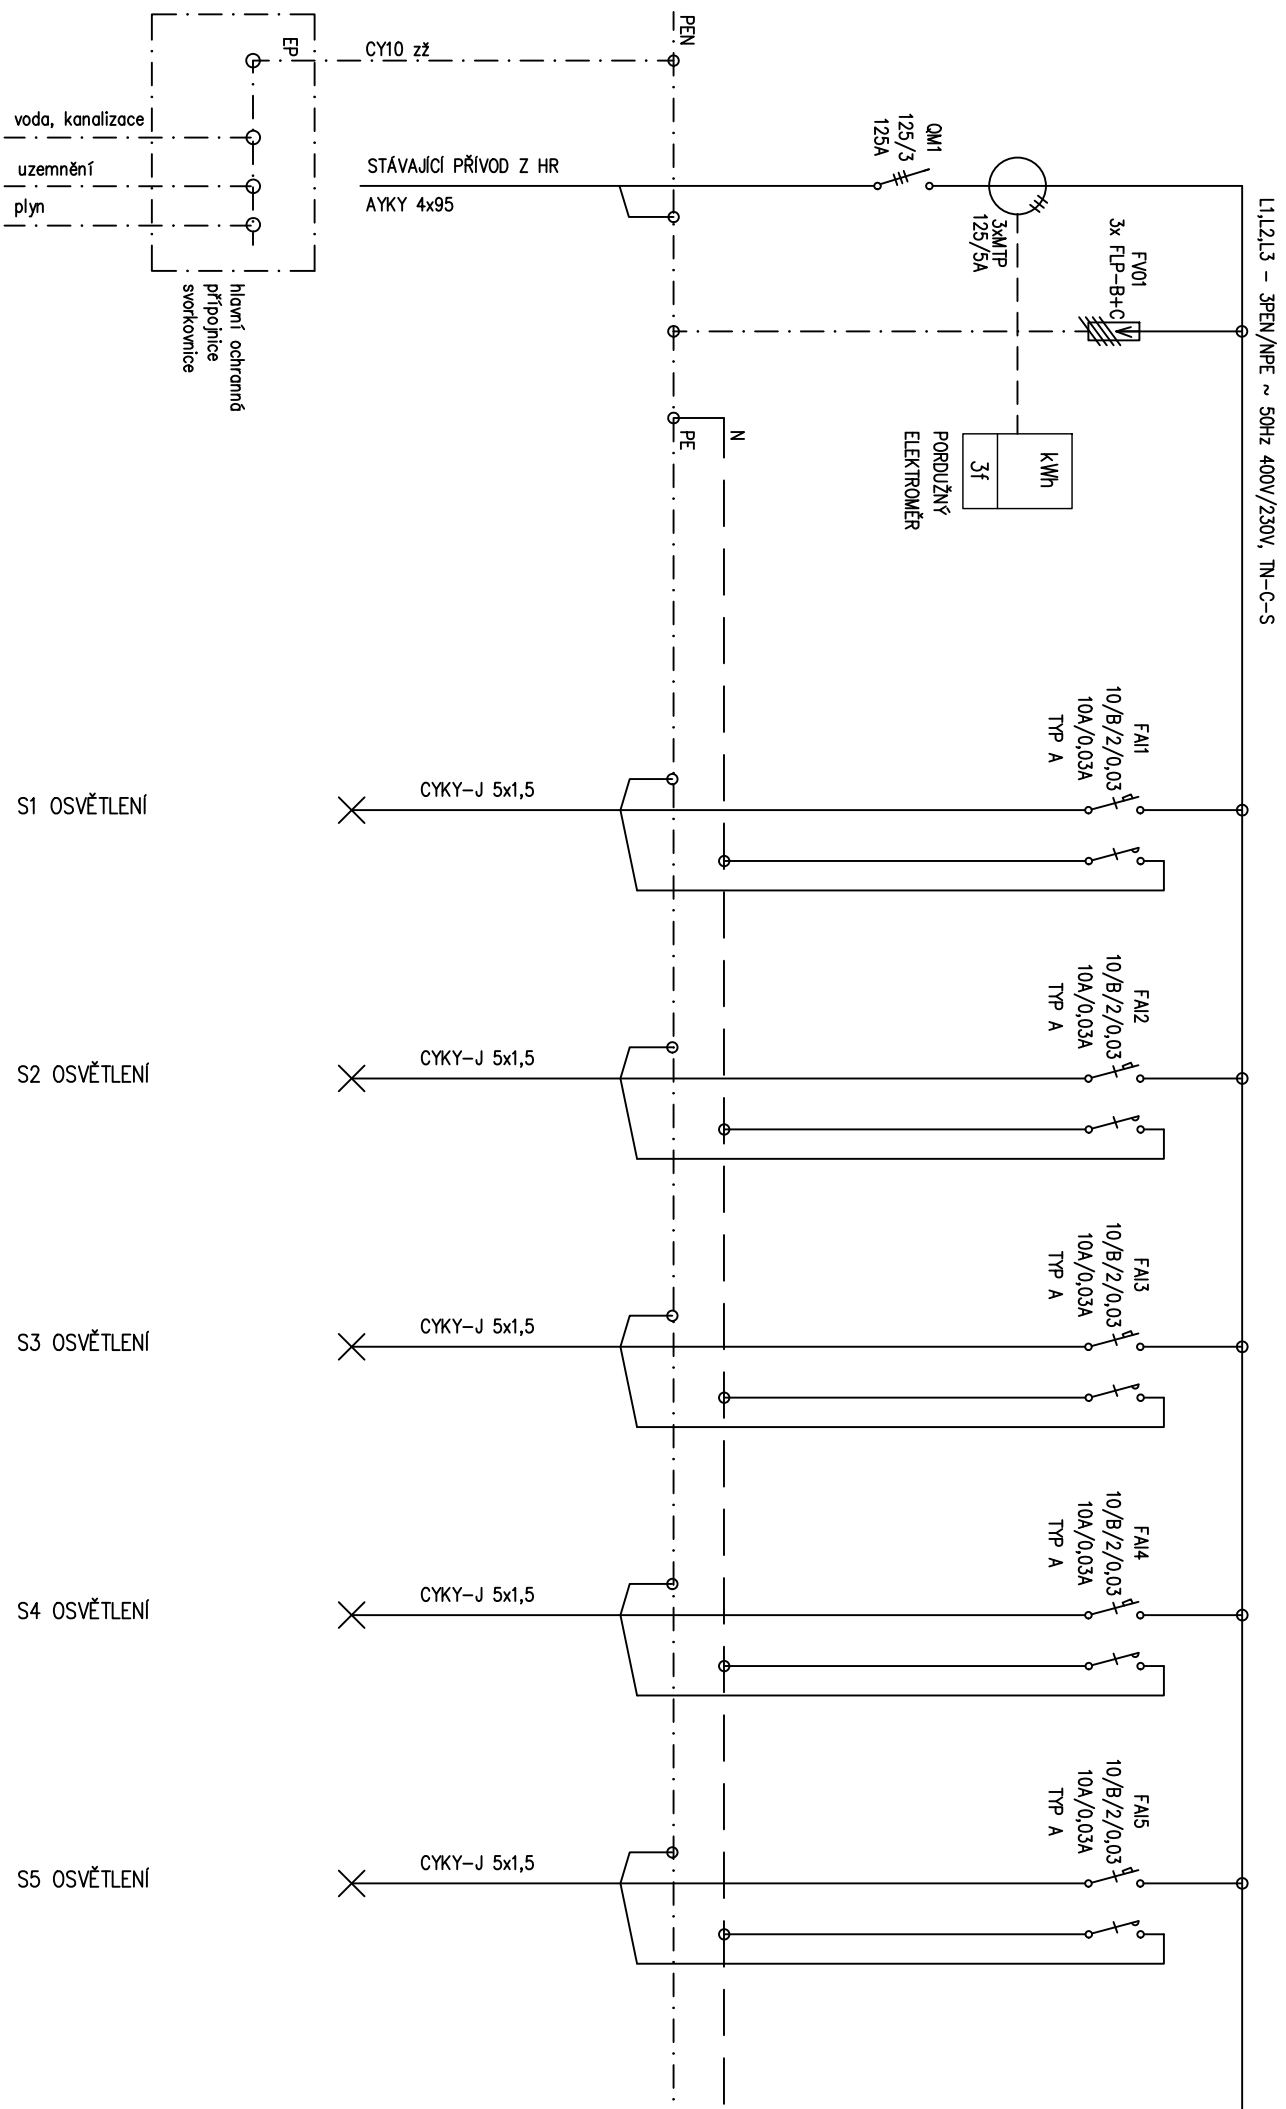 L1,L2,L3 - 3PEN/NPE ~ 50Hz 400V/230V, TN-C-S
PEN
EP
CY10 zž
voda, kanalizace
uzemnění
plyn
hlavní ochranná
přípojnice
svorkovnice
STÁVAJÍCÍ PŘÍVOD Z HR
AYKY 4x95
QM1
125/3
125A
3xMTP
125/5A
FV01
3x FLP-B+C
kWh
3f
PORDUŽNÝ
ELEKTROMĚR
N
PE
FAI1
10/B/2/0,03
10A/0,03A
TYP A
CYKY-J 5x1,5
S1 OSVĚTLENÍ
FAI2
10/B/2/0,03
10A/0,03A
TYP A
CYKY-J 5x1,5
S2 OSVĚTLENÍ
FAI3
10/B/2/0,03
10A/0,03A
TYP A
CYKY-J 5x1,5
S3 OSVĚTLENÍ
FAI4
10/B/2/0,03
10A/0,03A
TYP A
CYKY-J 5x1,5
S4 OSVĚTLENÍ
FAI5
10/B/2/0,03
10A/0,03A
TYP A
CYKY-J 5x1,5
S5 OSVĚTLENÍ